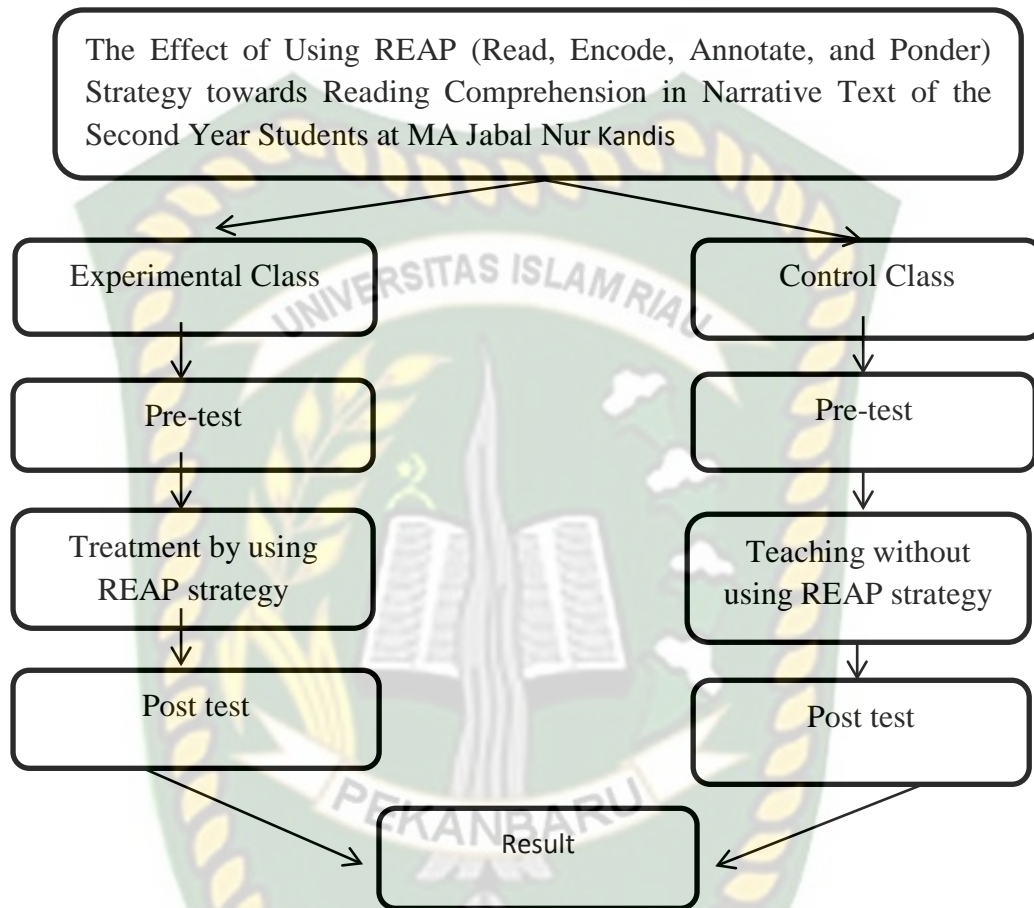 The Effect of Using REAP (Read, Encode, Annotate, and Ponder)
Strategy towards Reading Comprehension in Narrative Text of the
Second Year Students at MA Jabal Nur Kandis
Experimental Class
Control Class
UNIVERSITAS ISLAM RIAU
Pre-test
Pre-test
Treatment by using
REAP strategy
Teaching without
using REAP strategy
Post test
Post test
PEKANBARU
Result